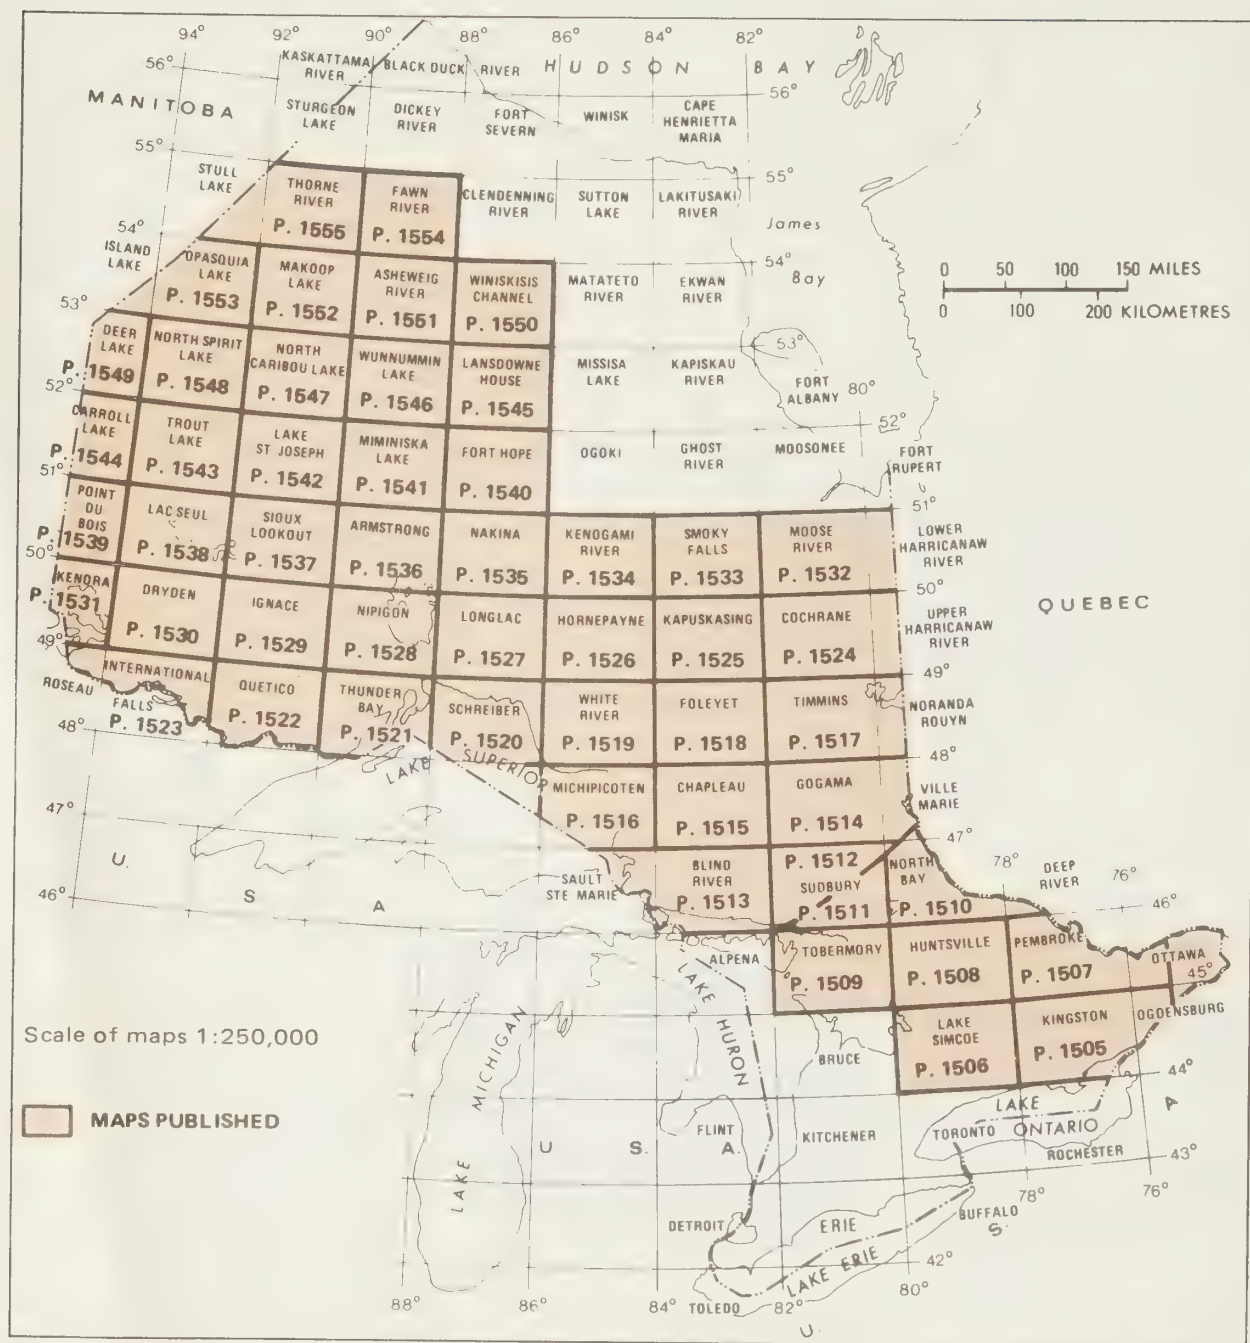 94° 92° 90° 88° 86° 84° 82°
56° KASKATTAMA RIVER BLACK DUCK RIVER HUDSON BAY
56°
MANITOBA
STURGEON LAKE
DICKEY RIVER
FORT SEVERN
WINISK
CAPE HENRIETTA MARIA
55°
STULL LAKE
THORNE RIVER
P. 1555
FAWN RIVER
P. 1554
CLENDENNING RIVER
SUTTON LAKE
LAKITUSAKI RIVER
55°
James
Bay
54°
ISLAND LAKE
OPASQUIA LAKE
P. 1553
MAKOOP LAKE
P. 1552
ASHEWEIG RIVER
P. 1551
WINISKISIS CHANNEL
P. 1550
MATATETO RIVER
EKWAN RIVER
54°
0 50 100 150 MILES
0 100 200 KILOMETRES
53°
DEER LAKE
P. 1549
NORTH SPIRIT LAKE
P. 1548
NORTH CARIBOU LAKE
P. 1547
WUNNUMMIN LAKE
P. 1546
LANSDOWNE HOUSE
P. 1545
MISSISA LAKE
KAPISKAU RIVER
53°
FORT ALBANY
80°
52°
CARROLL LAKE
P. 1544
TROUT LAKE
P. 1543
LAKE ST JOSEPH
P. 1542
MIMINISKA LAKE
P. 1541
FORT HOPE
P. 1540
OGOKI
GHOST RIVER
MOOSONEE
52°
FORT RUPERT
51°
51°
POINT DU BOIS
P. 1539
LAC SEUL
P. 1538
SIOUX LOOKOUT
P. 1537
ARMSTRONG
P. 1536
NAKINA
P. 1535
KENOGAMI RIVER
P. 1534
SMOKY FALLS
P. 1533
MOOSE RIVER
P. 1532
LOWER HARRICANAW RIVER
50°
50°
KENORA
P. 1531
DRYDEN
P. 1530
IGNACE
P. 1529
NIPIGON
P. 1528
LONGLAC
P. 1527
HORNEPAYNE
P. 1526
KAPUSKASING
P. 1525
COCHRANE
P. 1524
UPPER HARRICANAW RIVER
QUEBEC
49°
49°
ROSEAU
INTERNATIONAL FALLS
P. 1523
QUETICO
P. 1522
THUNDER BAY
P. 1521
SCHREIBER
P. 1520
WHITE RIVER
P. 1519
FOLEYET
P. 1518
TIMMINS
P. 1517
NORANDA ROUYN
48°
48°
LAKE SUPERIOR
MICHIPICOTEN
P. 1516
CHAPLEAU
P. 1515
GOGAMA
P. 1514
VILLE MARIE
47°
47°
U. S A
SAULT STE MARIE
BLIND RIVER
P. 1513
P. 1512
SUDBURY
P. 1511
NORTH BAY
P. 1510
78°
DEEP RIVER
76°
46°
46°
ALPENA
TOBERMORY
P. 1509
HUNTSVILLE
P. 1508
PEMBROKE
P. 1507
OTTAWA
45°
LAKE HURON
BRUCE
LAKE SIMCOE
P. 1506
KINGSTON
P. 1505
OGDENSBURG
44°
Scale of maps 1:250,000
LAKE MICHIGAN
MAPS PUBLISHED
U S. A.
FLINT
KITCHENER
TORONTO
LAKE ONTARIO
ROCHESTER
A
43°
78° 76°
DETROIT
ERIE
BUFFALO
S.
LAKE ERIE
42°
TOLEDO
U.
88° 86° 84° 82° 80°